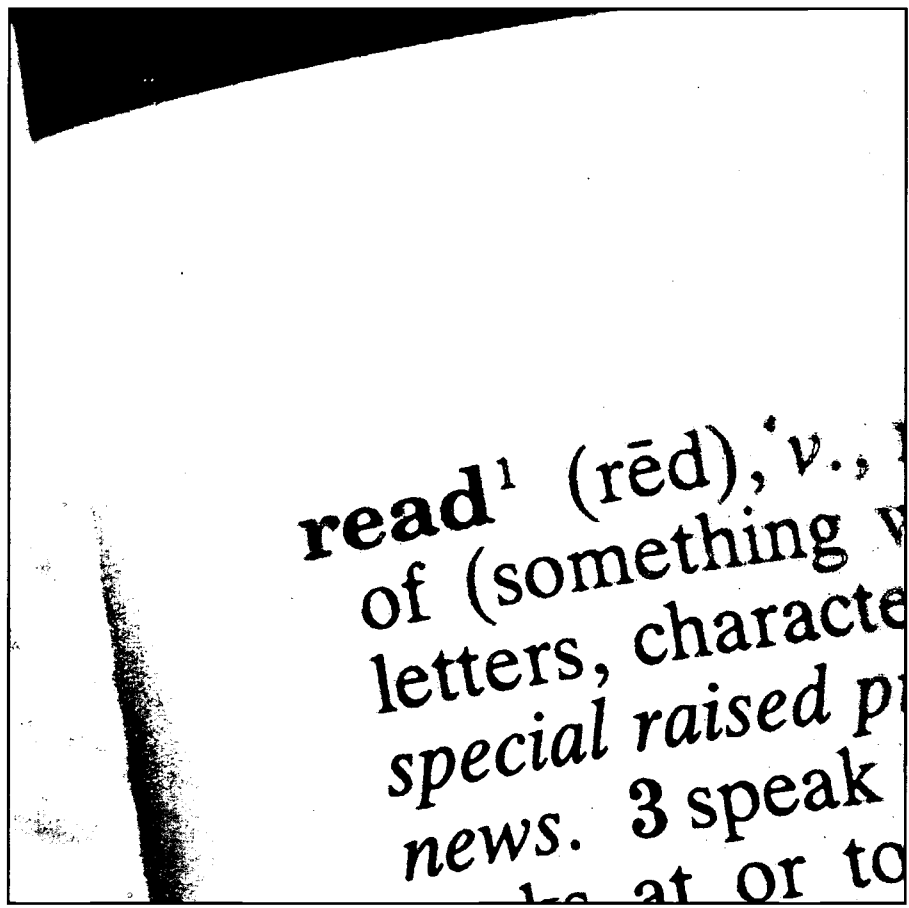 read¹ (rēd), v.,
of (something
letters, characte
special raised
news. 3 speak
at or to